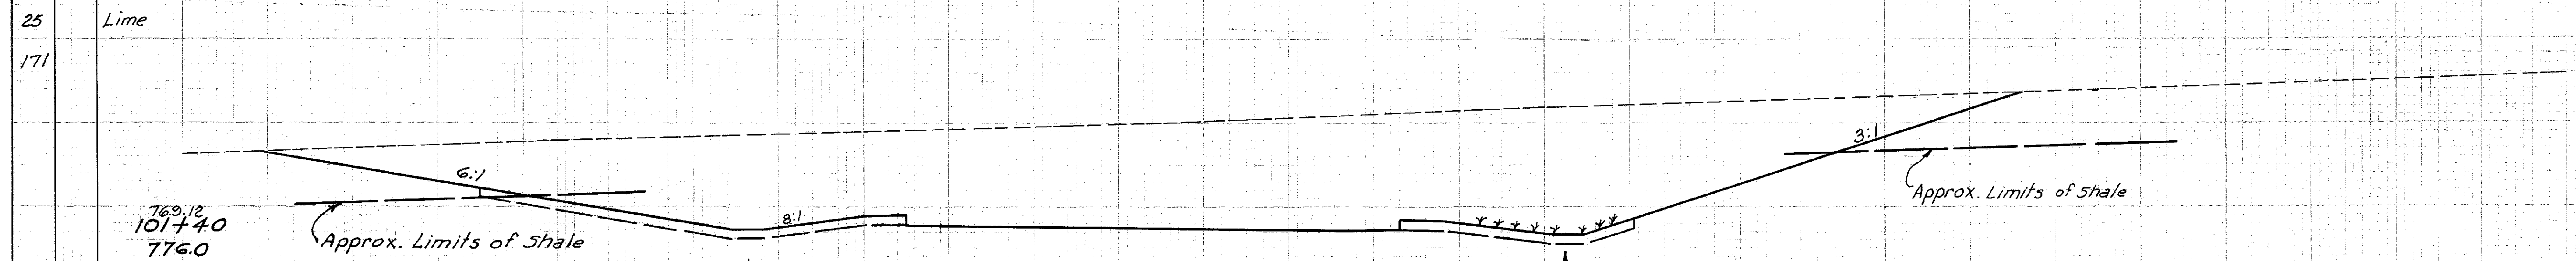 25 Lime
171
6:1
3:1
8:1
Approx. Limits of Shale
769.12
101+40
776.0
Approx. Limits of Shale